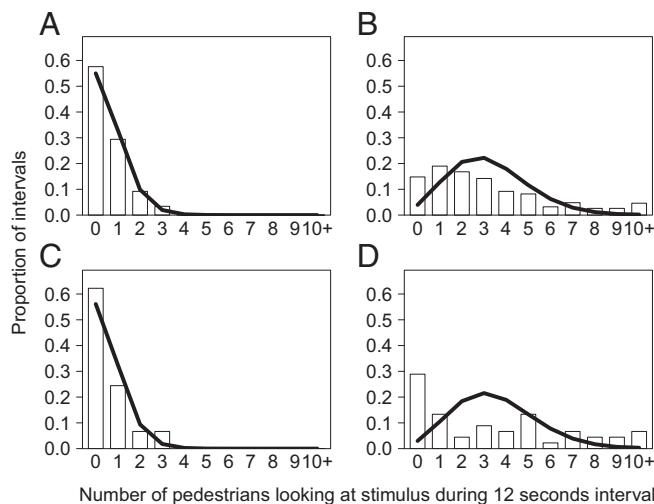 A
B
Proportion of intervals
0.6
0.5
0.4
0.3
0.2
0.1
0.0
0 1 2 3 4 5 6 7 8 910+
0.6
0.5
0.4
0.3
0.2
0.1
0.0
0 1 2 3 4 5 6 7 8 910+
C
D
0.6
0.5
0.4
0.3
0.2
0.1
0.0
0 1 2 3 4 5 6 7 8 910+
0.6
0.5
0.4
0.3
0.2
0.1
0.0
0 1 2 3 4 5 6 7 8 910+
Number of pedestrians looking at stimulus during 12 seconds interval